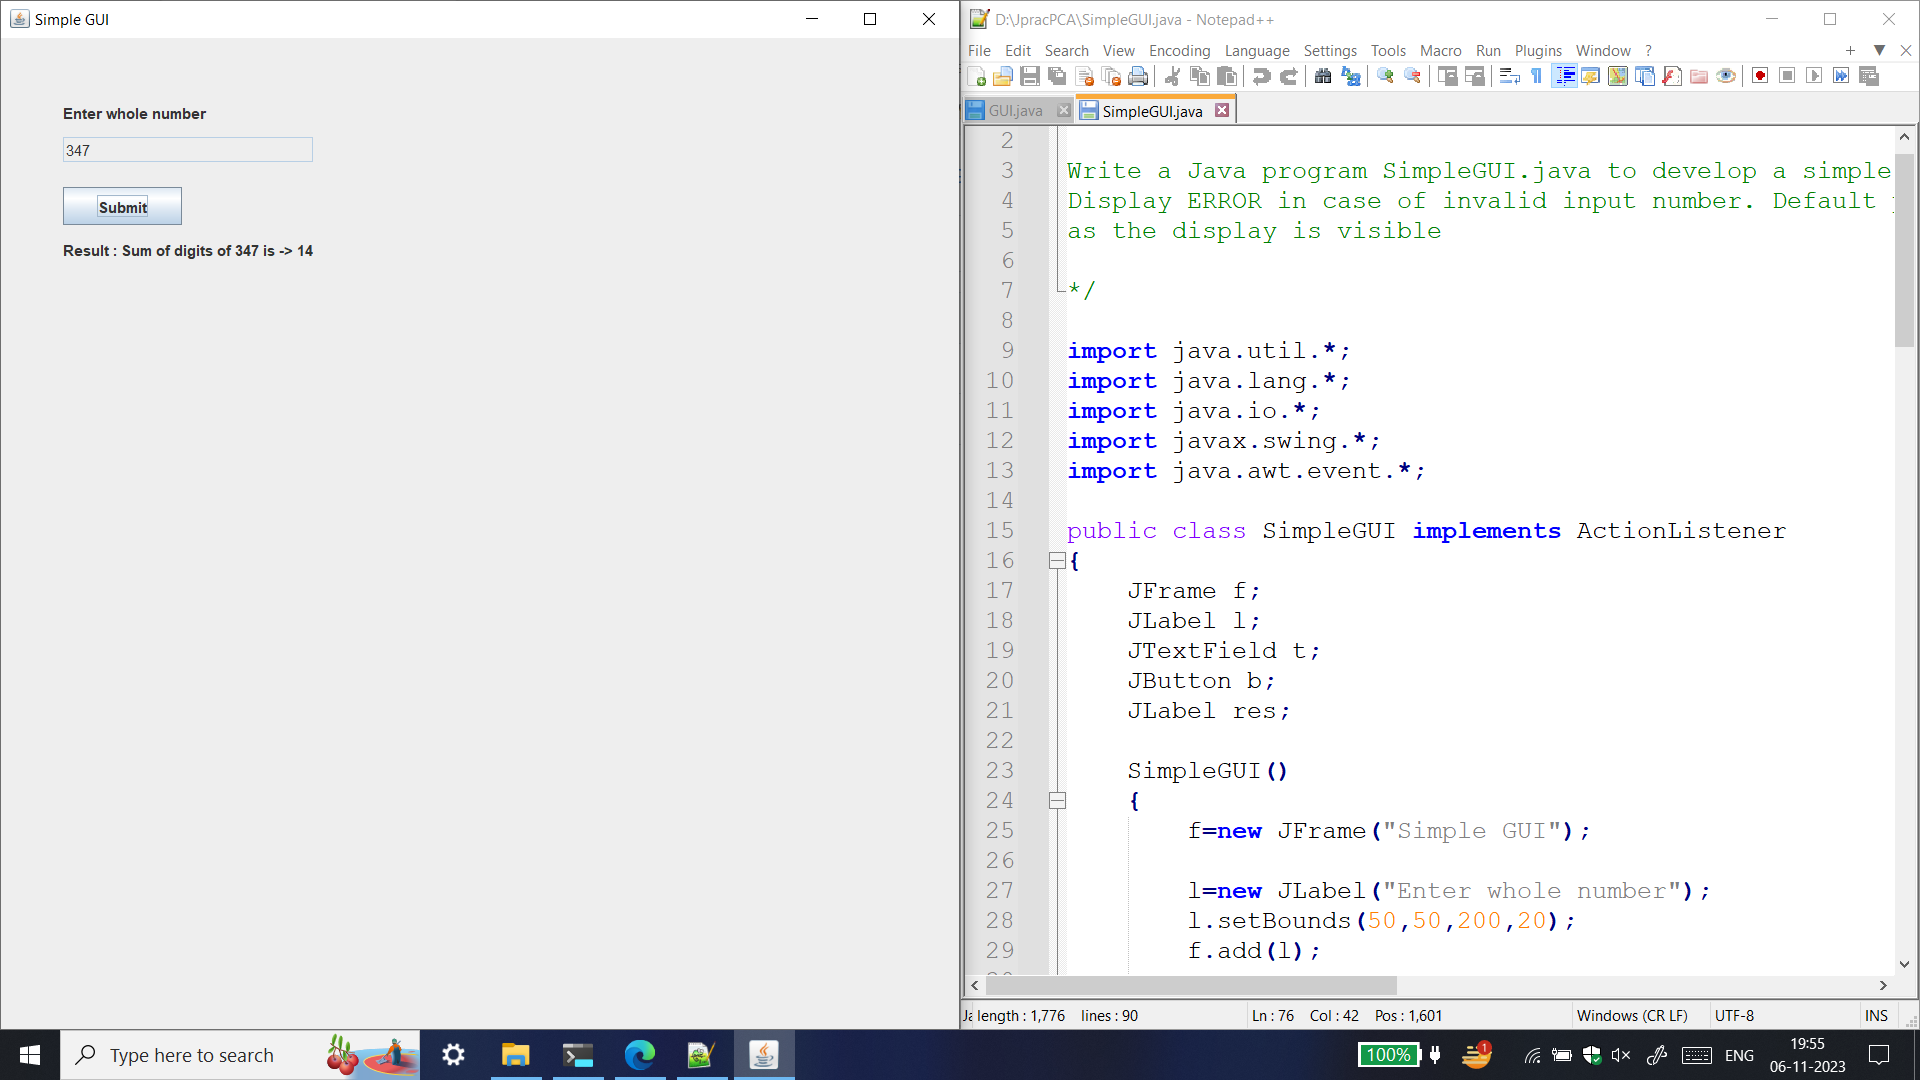 Simple GUI
Enter whole number
347
Submit
Result : Sum of digits of 347 is -> 14
D:\JpracPCA\SimpleGUI.java - Notepad++
File Edit Search View Encoding Language Settings Tools Macro Run Plugins Window ?
GUI.java SimpleGUI.java
2
3 Write a Java program SimpleGUI.java to develop a simple
4 Display ERROR in case of invalid input number. Default
5 as the display is visible
6
7 */
8
9 import java.util.*;
10 import java.lang.*;
11 import java.io.*;
12 import javax.swing.*;
13 import java.awt.event.*;
14
15 public class SimpleGUI implements ActionListener
16 {
17 JFrame f;
18 JLabel l;
19 JTextField t;
20 JButton b;
21 JLabel res;
22
23 SimpleGUI()
24 {
25 f=new JFrame("Simple GUI");
26
27 l=new JLabel("Enter whole number");
28 l.setBounds(50,50,200,20);
29 f.add(l);
Ja length : 1,776 lines : 90 Ln : 76 Col : 42 Pos : 1,601 Windows (CR LF) UTF-8 INS
Type here to search
100%
1
ENG
19:55
06-11-2023